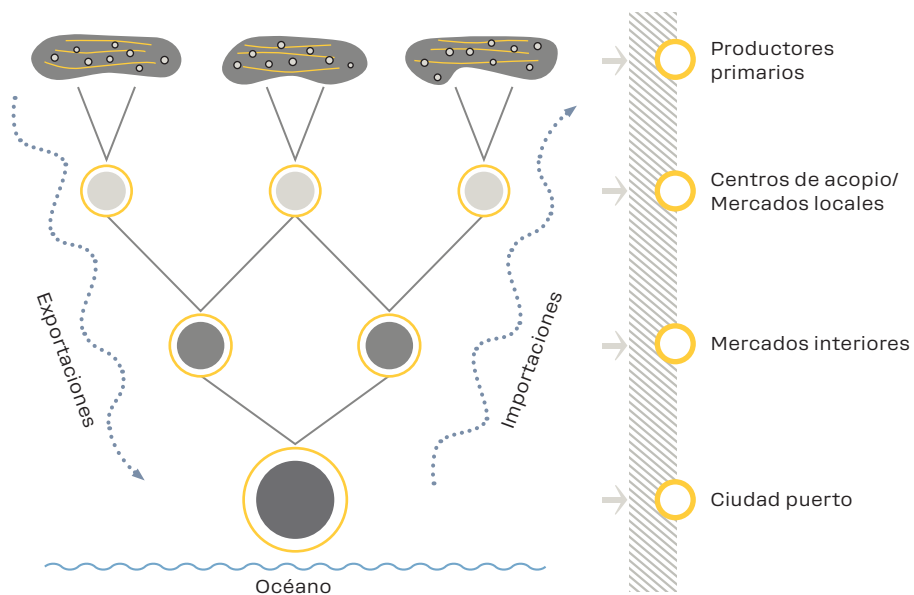 Productores
primarios
Centros de acopio/
Mercados locales
Exportaciones
Importaciones
Mercados interiores
Ciudad puerto
Océano